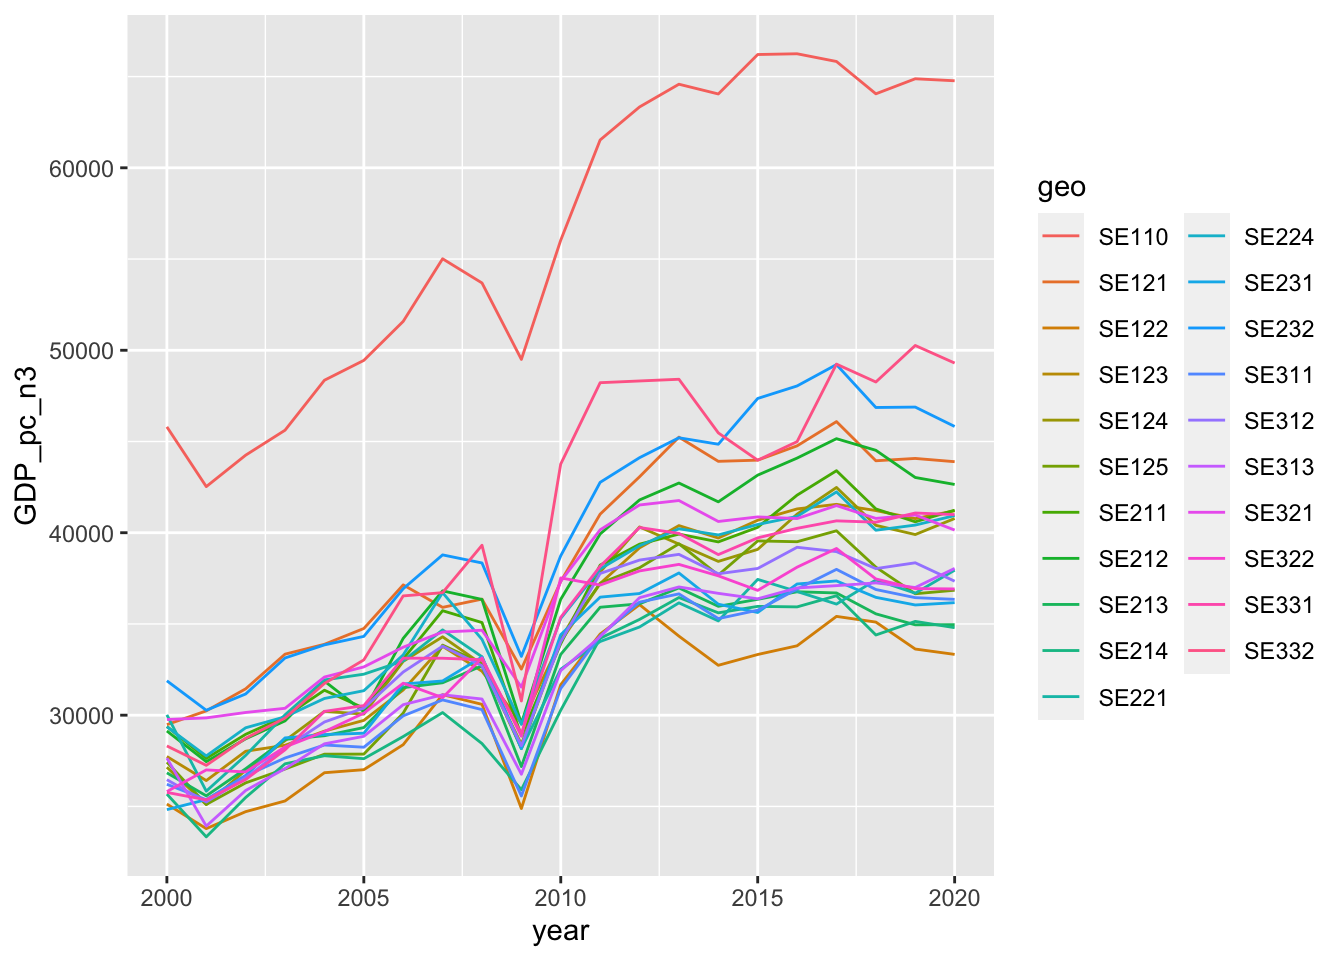 60000
50000
40000
30000
GDP_pc_n3
2000 2005 2010 2015 2020
year
geo
SE110 SE224
SE121 SE231
SE122 SE232
SE123 SE311
SE124 SE312
SE125 SE313
SE211 SE321
SE212 SE322
SE213 SE331
SE214 SE332
SE221